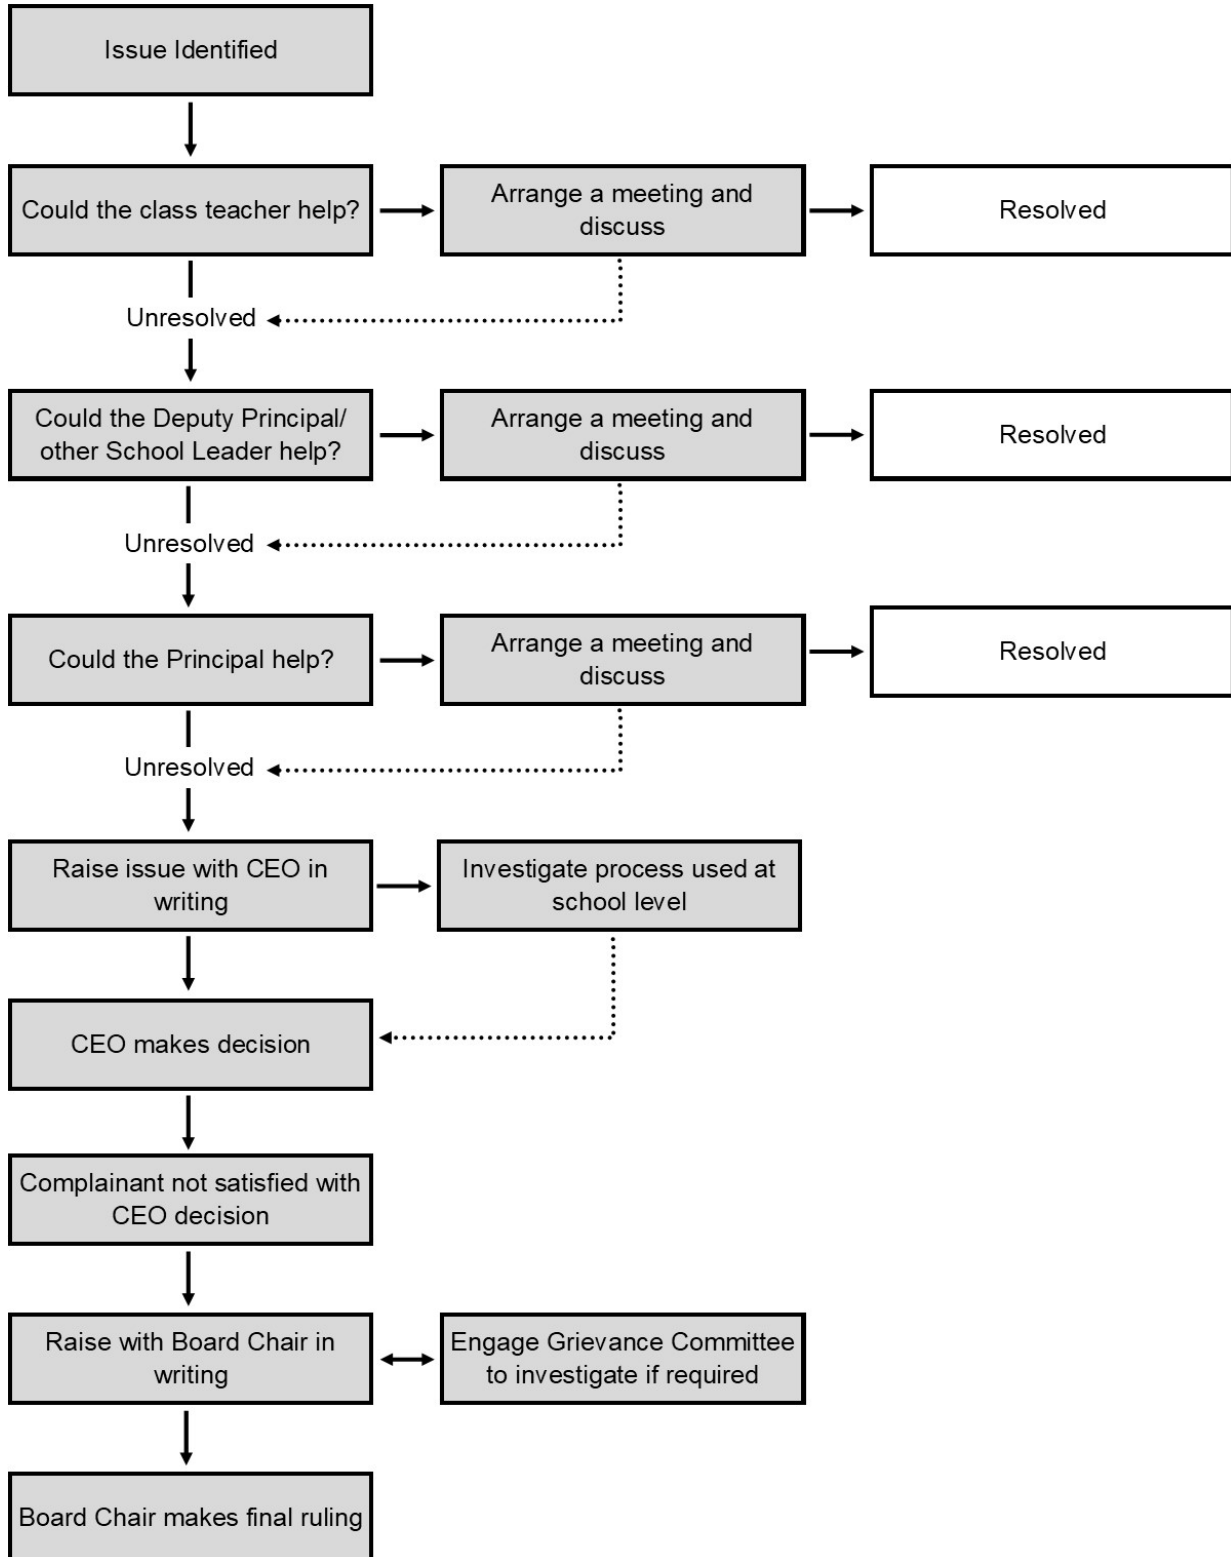 Issue Identified
Could the class teacher help?
Arrange a meeting and
discuss
Resolved
Unresolved
Could the Deputy Principal/
other School Leader help?
Arrange a meeting and
discuss
Resolved
Unresolved
Could the Principal help?
Arrange a meeting and
discuss
Resolved
Unresolved
Raise issue with CEO in
writing
Investigate process used at
school level
CEO makes decision
Complainant not satisfied with
CEO decision
Raise with Board Chair in
writing
Engage Grievance Committee
to investigate if required
Board Chair makes final ruling